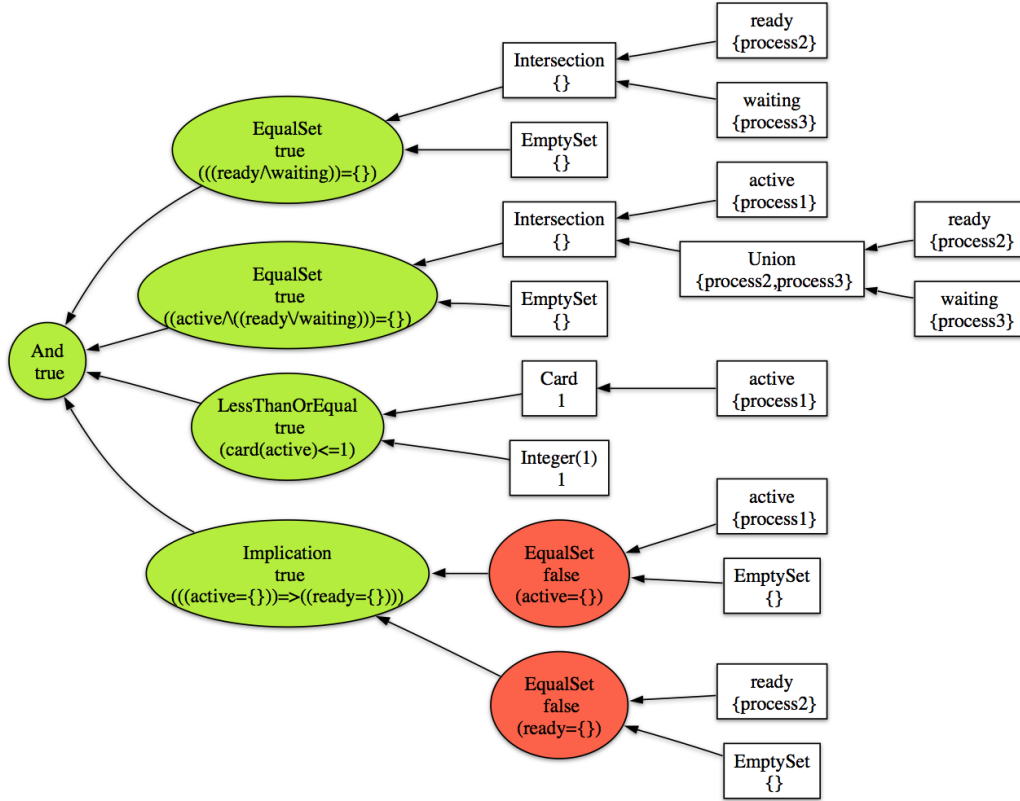 ready
{process2}
Intersection
{}
waiting
{process3}
EqualSet
true
(((ready/\waiting))={})
EmptySet
{}
active
{process1}
Intersection
{}
ready
{process2}
Union
{process2,process3}
EqualSet
true
((active/\((ready\/waiting)))={})
EmptySet
{}
waiting
{process3}
And
true
Card
1
active
{process1}
LessThanOrEqual
true
(card(active)<=1)
Integer(1)
1
active
{process1}
Implication
true
(((active={}))=>((ready={})))
EqualSet
false
(active={})
EmptySet
{}
ready
{process2}
EqualSet
false
(ready={})
EmptySet
{}